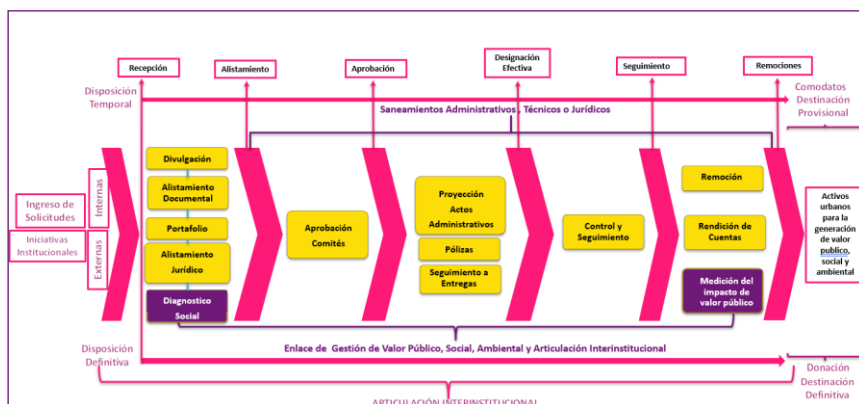 Recepción
Alistamiento
Aprobación
Designación
Efectiva
Seguimiento
Remociones
Disposición
Temporal
Comodatos
Destinación
Provisional
Saneamientos Administrativos , Técnicos o Jurídicos
Ingreso de
Solicitudes
Iniciativas
Institucionales
Internas
Externas
Divulgación
Alistamiento
Documental
Portafolio
Alistamiento
Jurídico
Diagnostico
Social
Aprobación
Comités
Proyección
Actos
Administrativos
Pólizas
Seguimiento a
Entregas
Control y
Seguimiento
Remoción
Rendición de
Cuentas
Medición del
impacto de
valor público
Activos
urbanos
para la
generación
de valor
publico,
social y
ambiental
Enlace de Gestión de Valor Público, Social, Ambiental y Articulación Interinstitucional
Disposición
Definitiva
Donación
Destinación
Definitiva
ARTICULACIÓN INTERINSTITUCIONAL